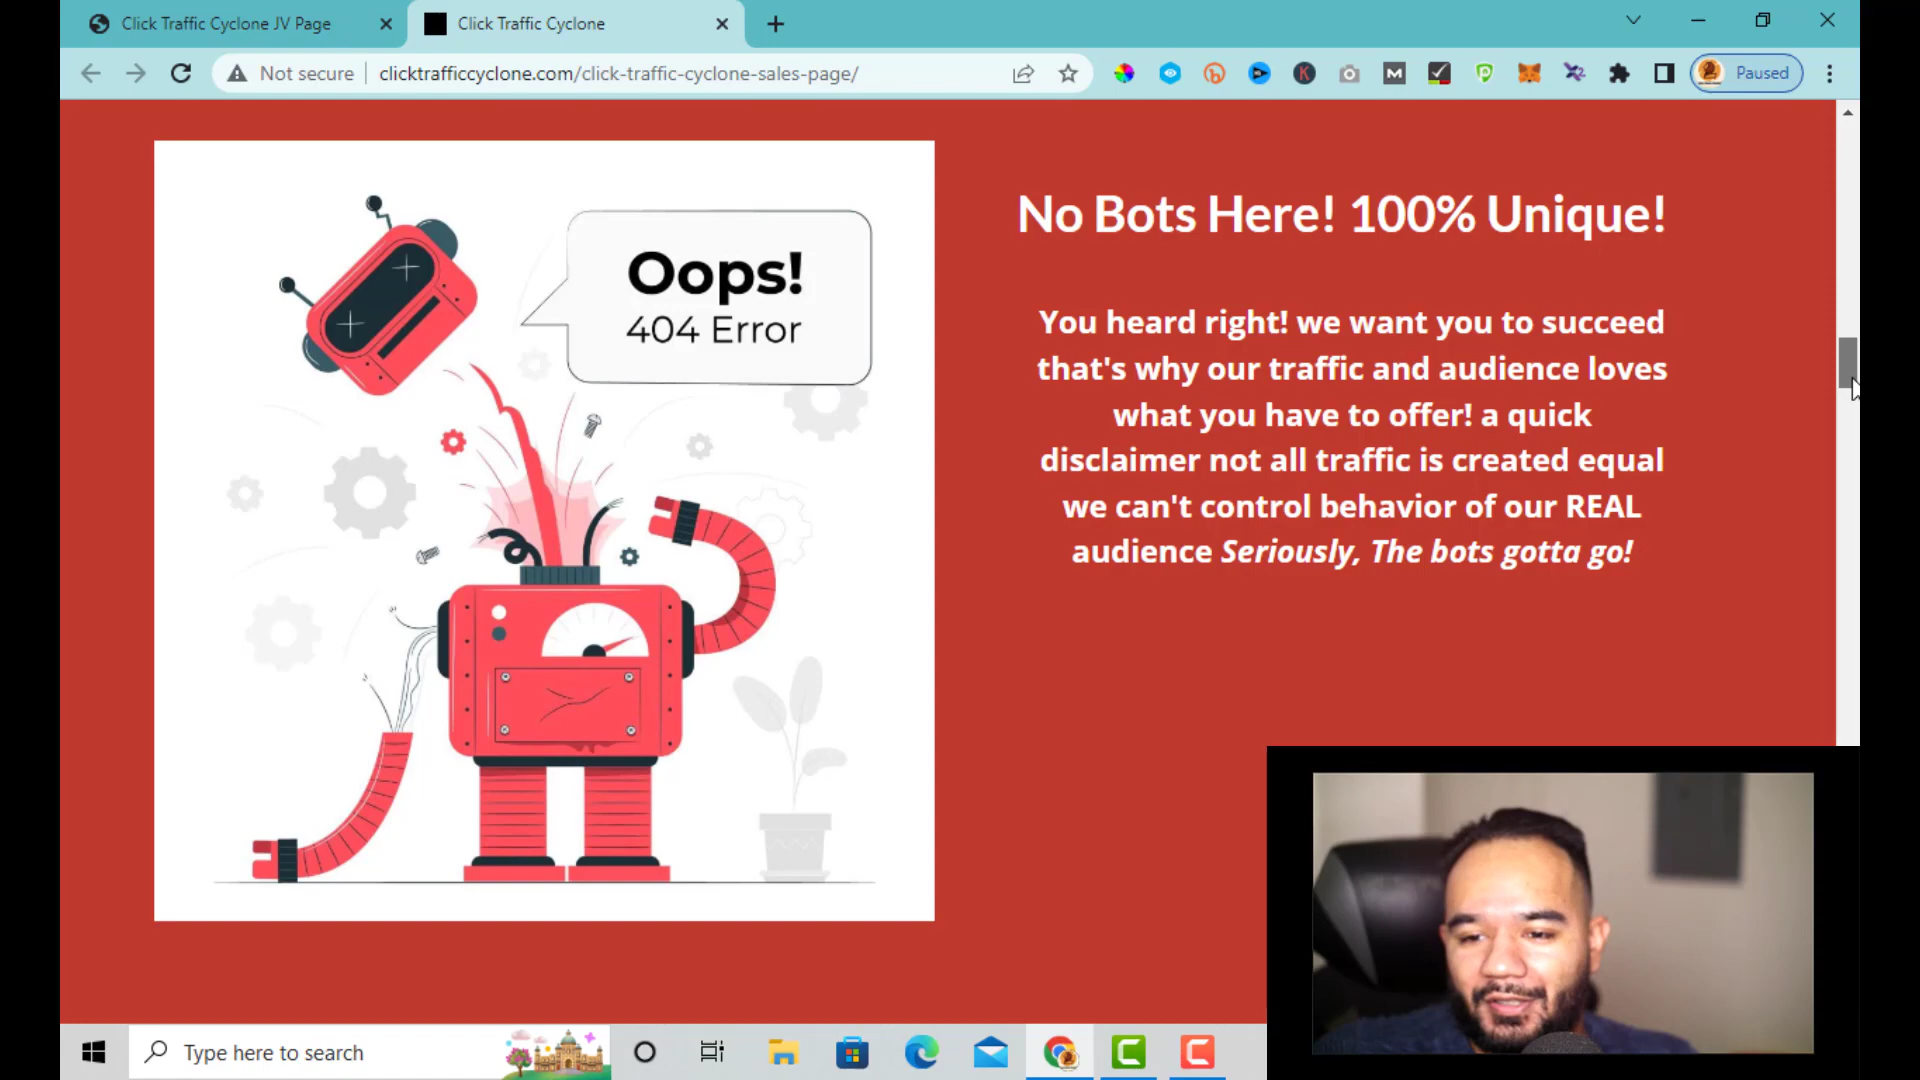 Click Traffic Cyclone JV Page
Click Traffic Cyclone
Not secure
clicktrafficcyclone.com/click-traffic-cyclone-sales-page/
Paused
Oops!
404 Error
No Bots Here! 100% Unique!
You heard right! we want you to succeed
that's why our traffic and audience loves
what you have to offer! a quick
disclaimer not all traffic is created equal
we can't control behavior of our REAL
audience Seriously, The bots gotta go!
Type here to search